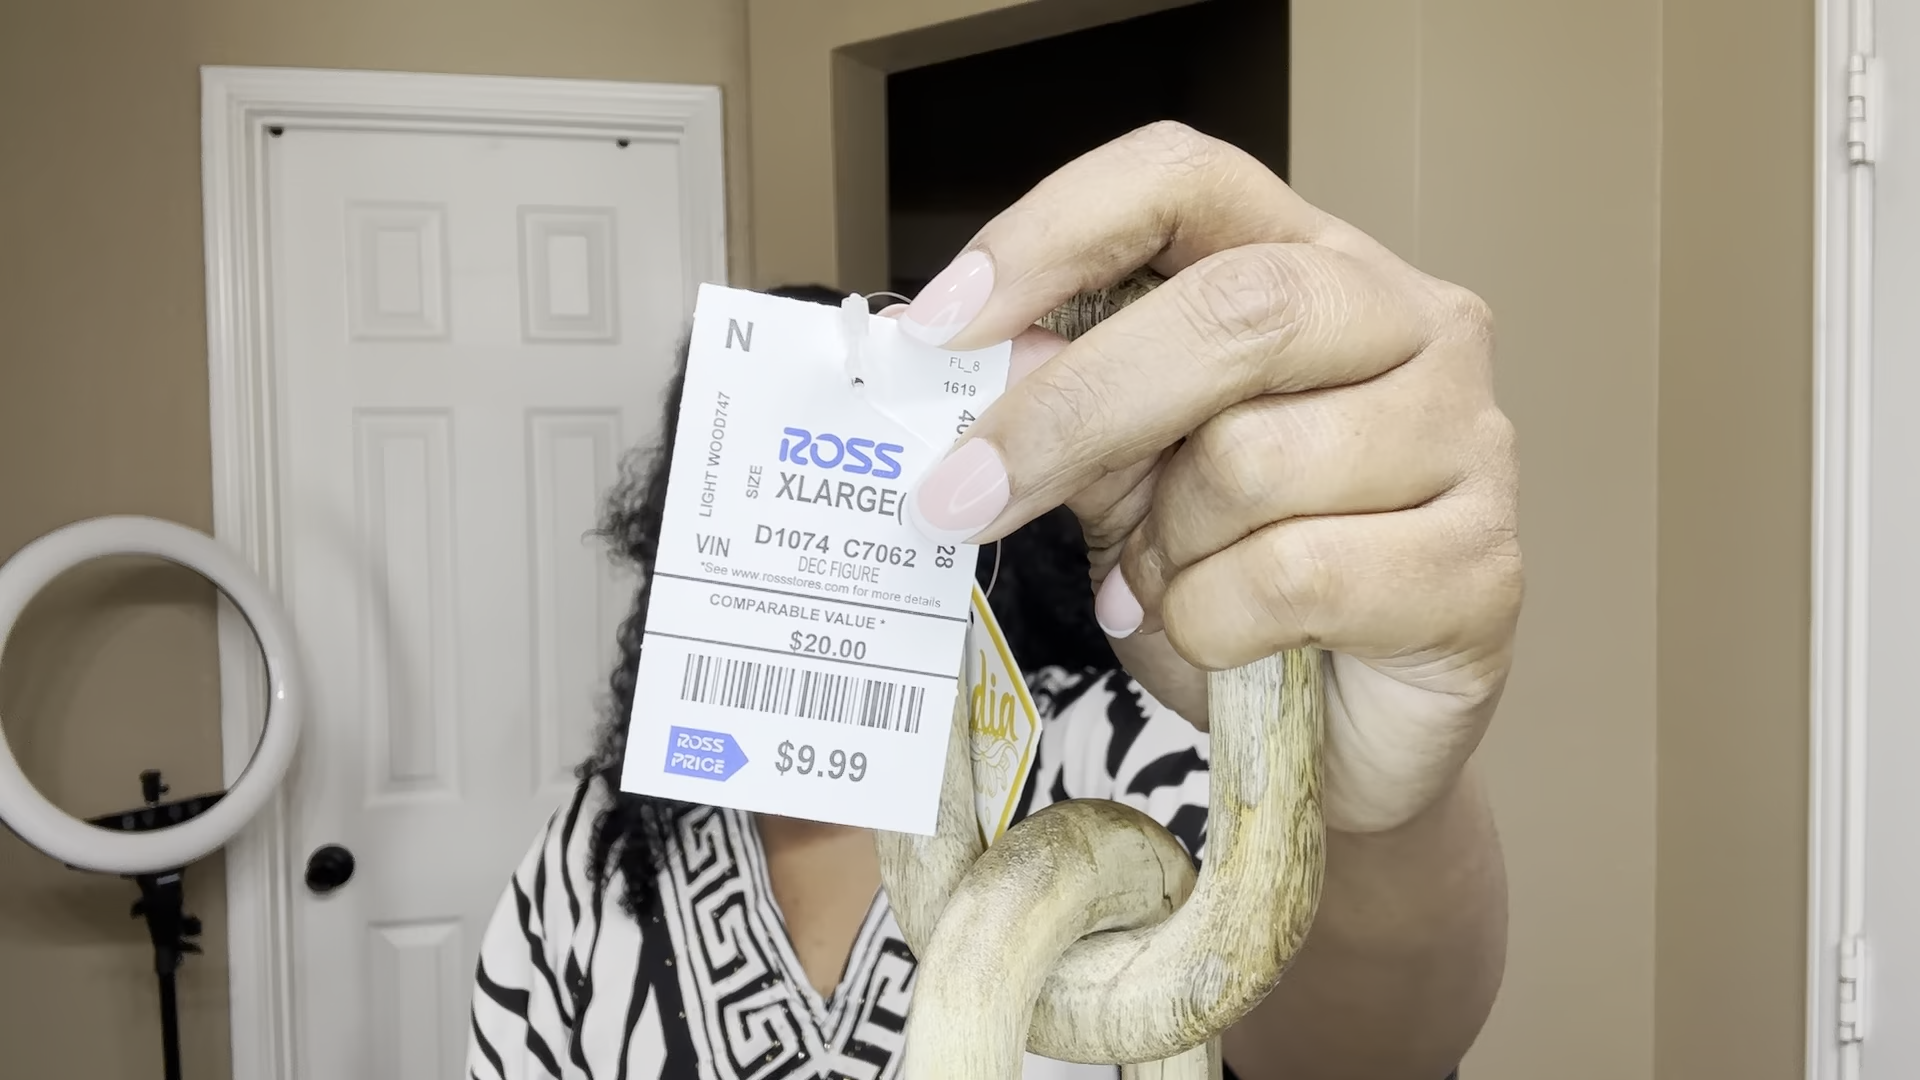 N
FL_8
1619
LIGHT WOOD747
ROSS
SIZE
XLARGE(
28
VIN
D1074 C7062
DEC FIGURE
*See www.rossstores.com for more details
COMPARABLE VALUE *
$20.00
ROSS
PRICE
$9.99